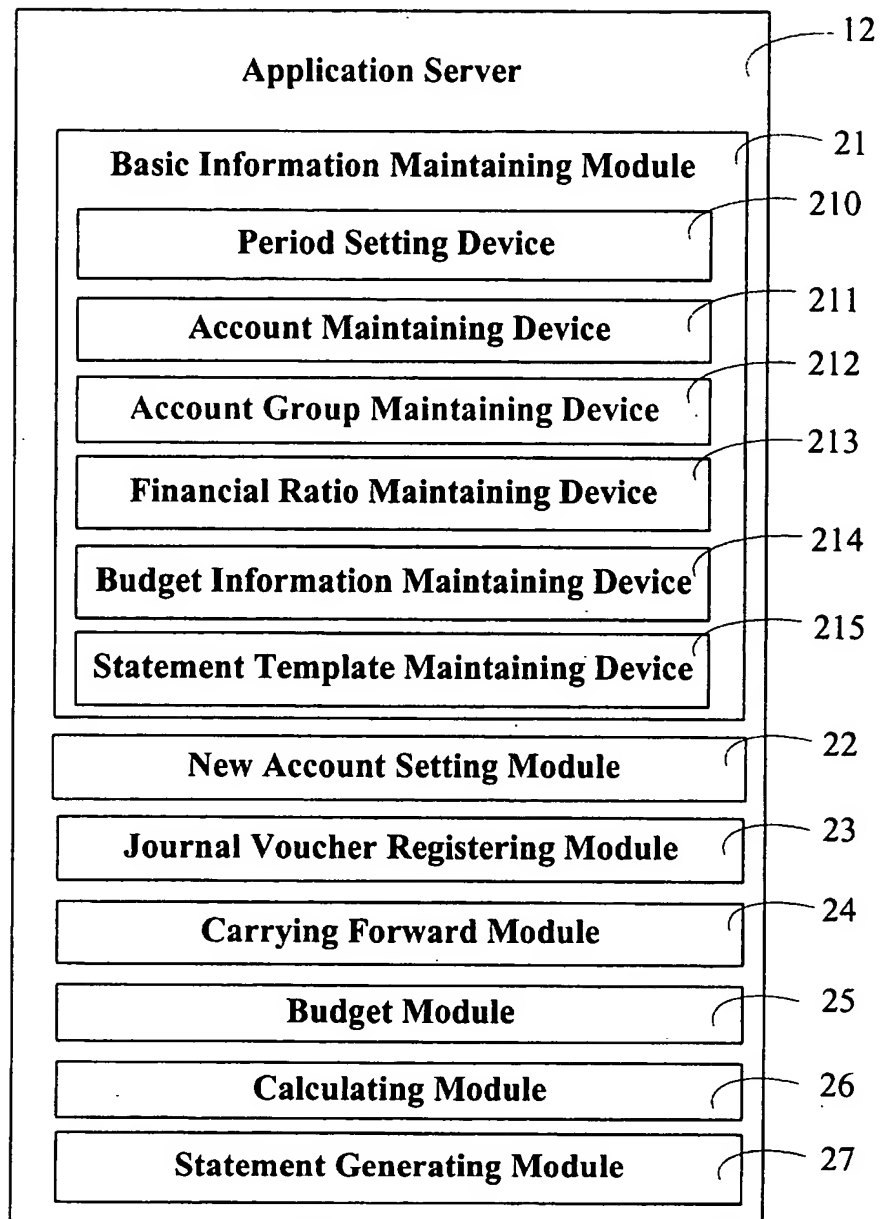 12
Application Server
21
Basic Information Maintaining Module
210
Period Setting Device
211
Account Maintaining Device
212
Account Group Maintaining Device
213
Financial Ratio Maintaining Device
214
Budget Information Maintaining Device
215
Statement Template Maintaining Device
22
New Account Setting Module
23
Journal Voucher Registering Module
24
Carrying Forward Module
25
Budget Module
26
Calculating Module
27
Statement Generating Module